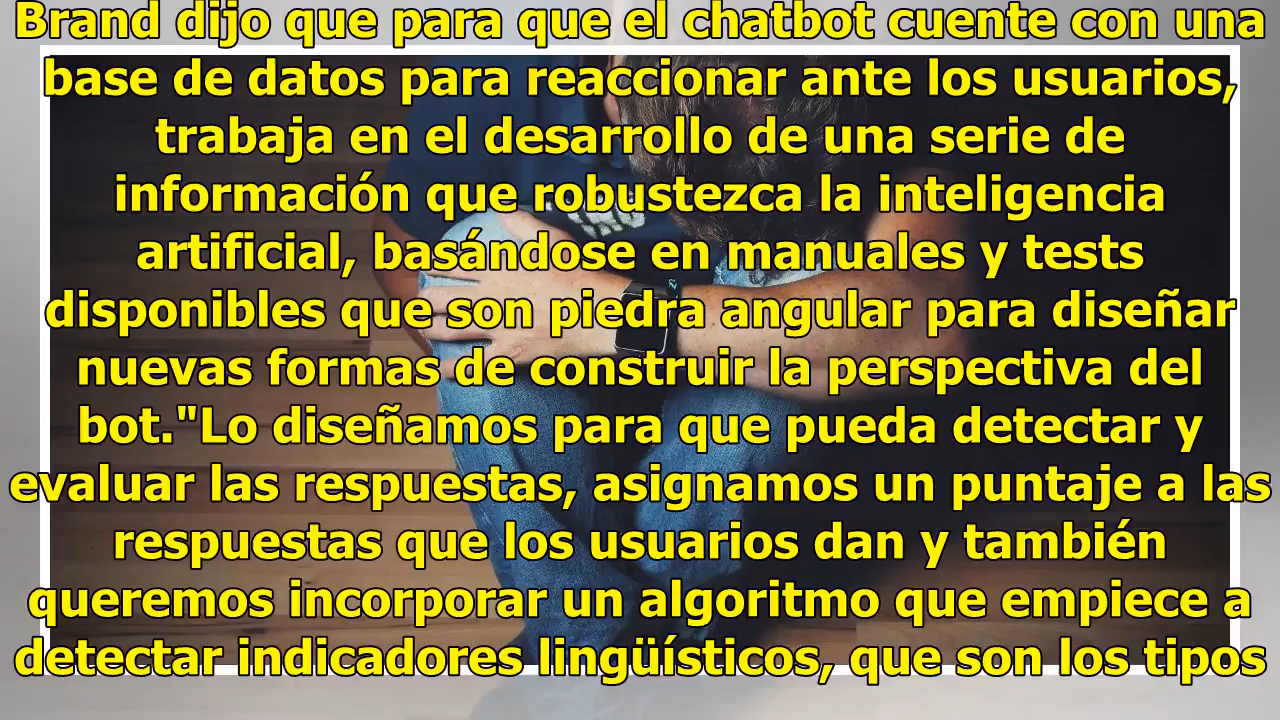 Brand dijo que para que el chatbot cuente con una
base de datos para reaccionar ante los usuarios,
trabaja en el desarrollo de una serie de
información que robustezca la inteligencia
artificial, basándose en manuales y tests
disponibles que son piedra angular para diseñar
nuevas formas de construir la perspectiva del
bot."Lo diseñamos para que pueda detectar y
evaluar las respuestas, asignamos un puntaje a las
respuestas que los usuarios dan y también
queremos incorporar un algoritmo que empiece a
detectar indicadores lingüísticos, que son los tipos